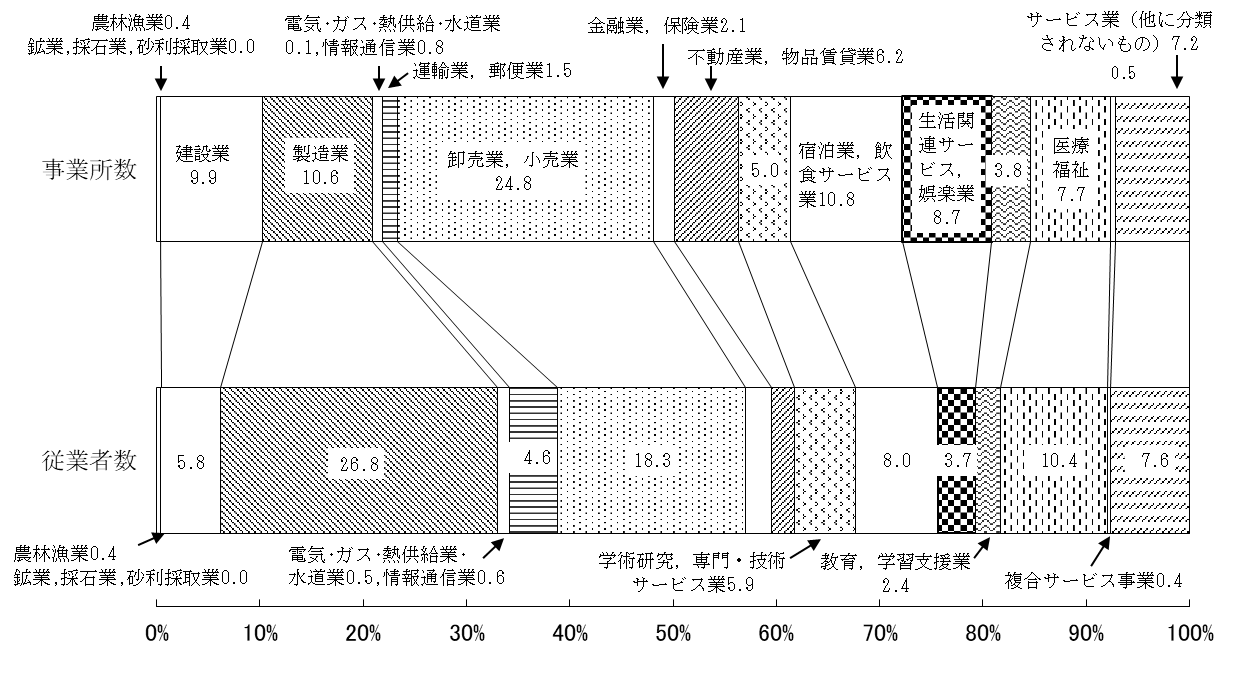 農林漁業0.4
鉱業,採石業,砂利採取業0.0
電気・ガス・熱供給・水道業
0.1,情報通信業0.8
運輸業，郵便業1.5
金融業，保険業2.1
不動産業，物品賃貸業6.2
サービス業（他に分類
されないもの）7.2
0.5
事業所数
建設業
9.9
製造業
10.6
卸売業，小売業
24.8
5.0
宿泊業，飲
食サービス
業10.8
生活関
連サー
ビス，
娯楽業
8.7
3.8
医療
福祉
7.7
従業者数
5.8
26.8
4.6
18.3
8.0
3.7
10.4
7.6
農林漁業0.4
鉱業,採石業,砂利採取業0.0
電気・ガス・熱供給業・
水道業0.5,情報通信業0.6
学術研究，専門・技術
サービス業5.9
教育，学習支援業
2.4
複合サービス事業0.4
0% 10% 20% 30% 40% 50% 60% 70% 80% 90% 100%